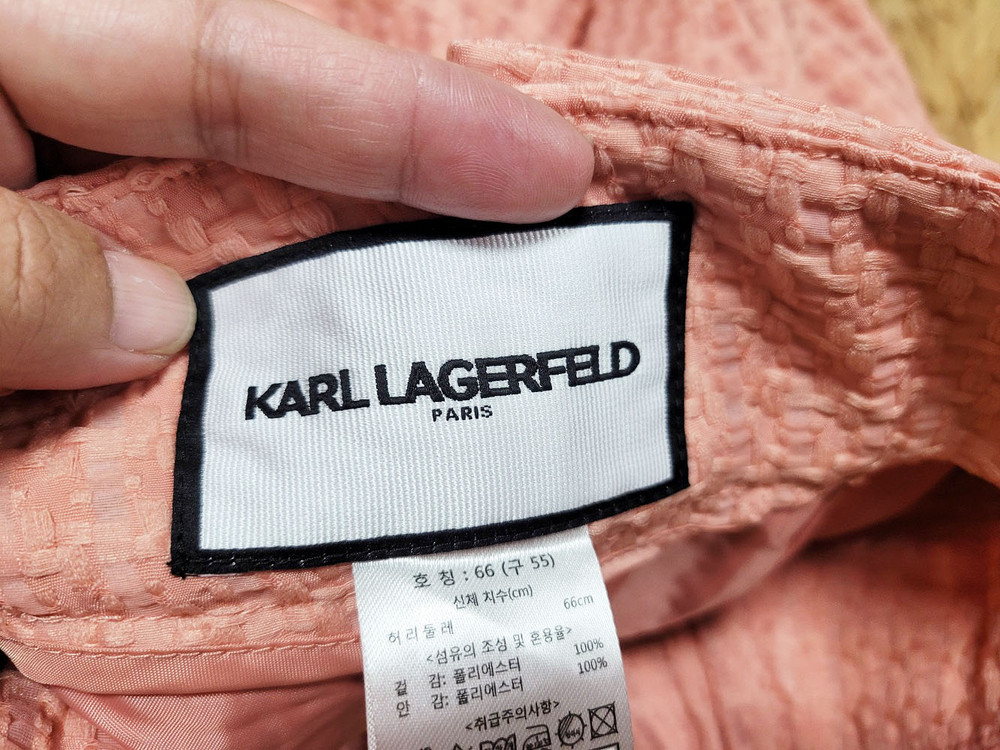 KARL LAGERFELD
PARIS
호 칭 : 66 (구 55)
신체 치수(cm)
허 리 둘 레 66cm
<섬유의 조성 및 혼용율>
겉 감: 폴리에스터 100%
안 감: 폴리에스터 100%
<취급주의사항>